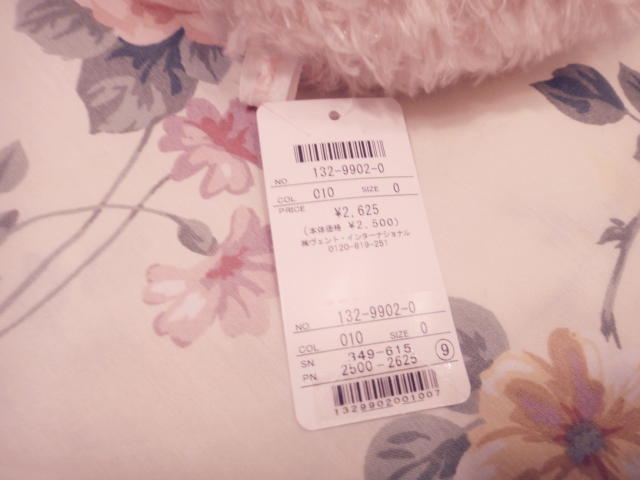 NO 132-9902-0
COL 010 SIZE 0
PRICE ¥2,625
(本体価格 ¥2,500)
㈱ヴェント・インターナショナル
0120-819-251
NO 132-9902-0
COL 010 SIZE 0
SN 349-615 9
PN 2500-2625
1329902001007